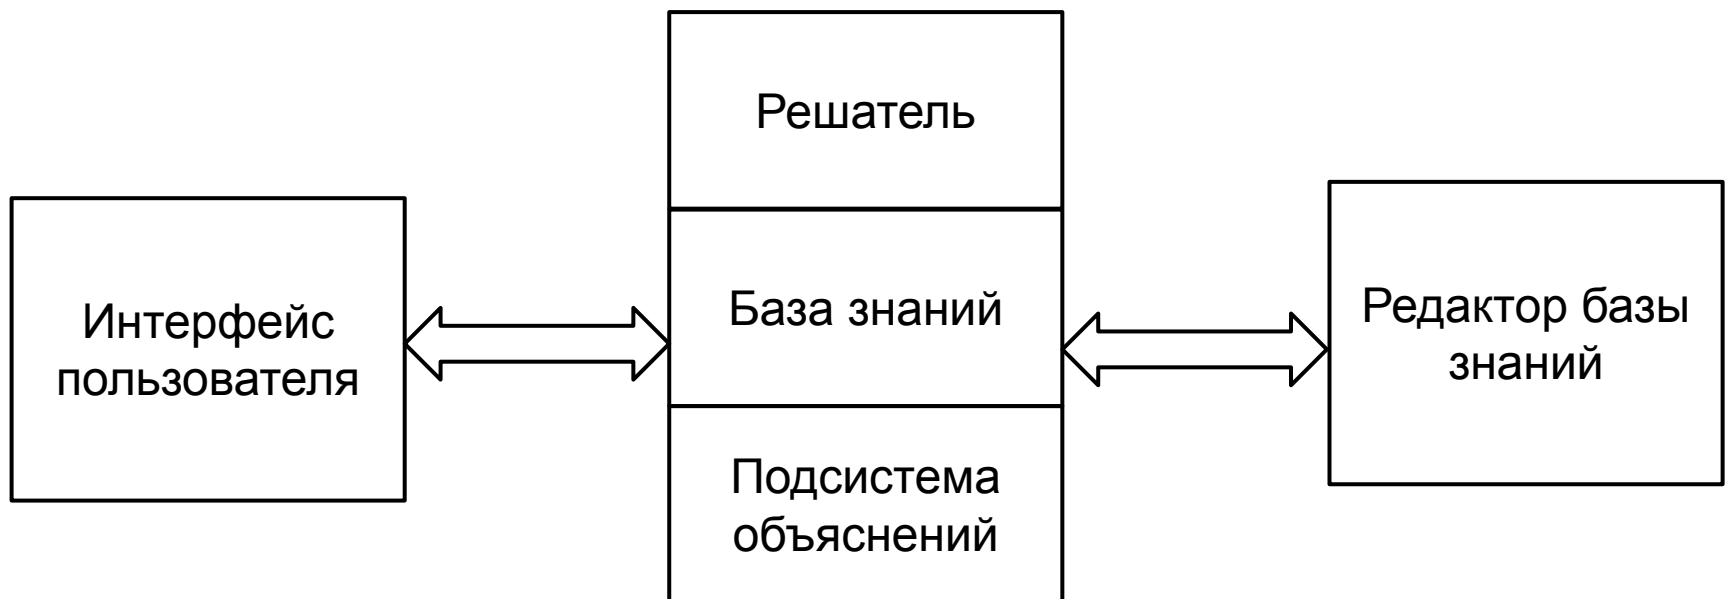 Решатель
Интерфейс
пользователя
База знаний
Редактор базы
знаний
Подсистема
объяснений